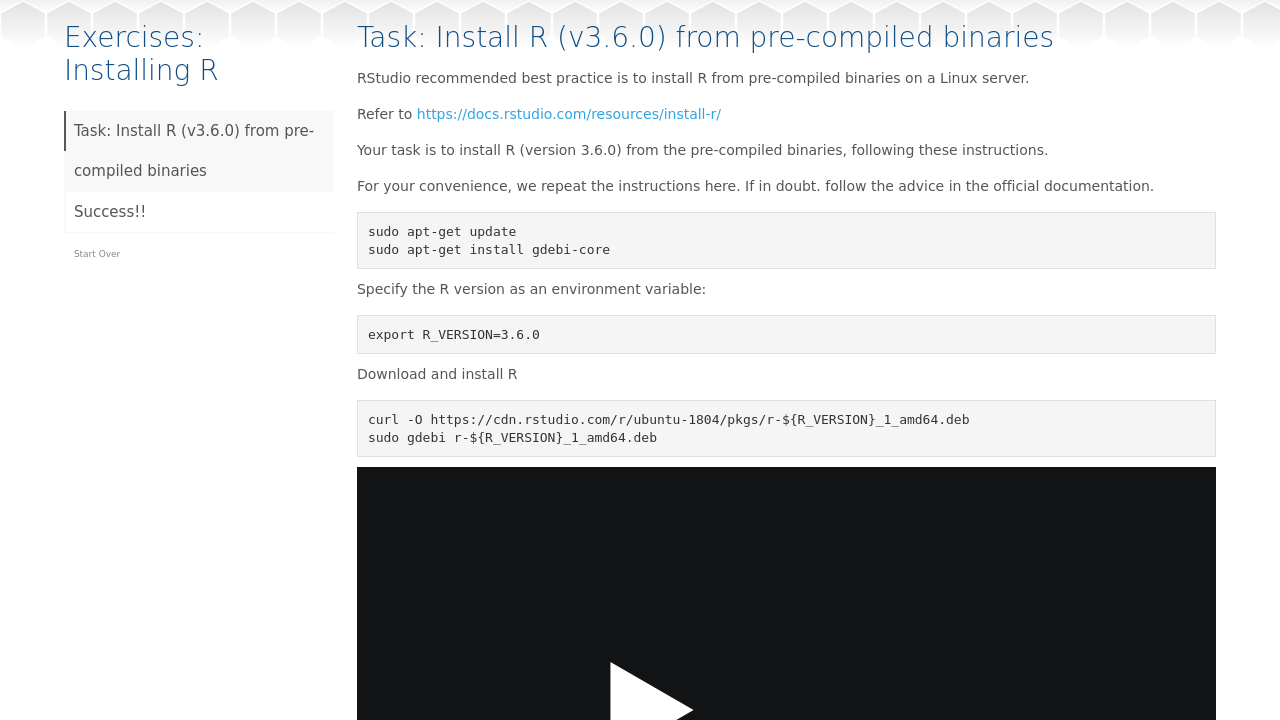 Exercises:
Installing R
Task: Install R (v3.6.0) from pre-
compiled binaries
Success!!
Start Over
Task: Install R (v3.6.0) from pre-compiled binaries
RStudio recommended best practice is to install R from pre-compiled binaries on a Linux server.
Refer to https://docs.rstudio.com/resources/install-r/
Your task is to install R (version 3.6.0) from the pre-compiled binaries, following these instructions.
For your convenience, we repeat the instructions here. If in doubt. follow the advice in the official documentation.
sudo apt-get update
sudo apt-get install gdebi-core
Specify the R version as an environment variable:
export R_VERSION=3.6.0
Download and install R
curl -O https://cdn.rstudio.com/r/ubuntu-1804/pkgs/r-${R_VERSION}_1_amd64.deb
sudo gdebi r-${R_VERSION}_1_amd64.deb